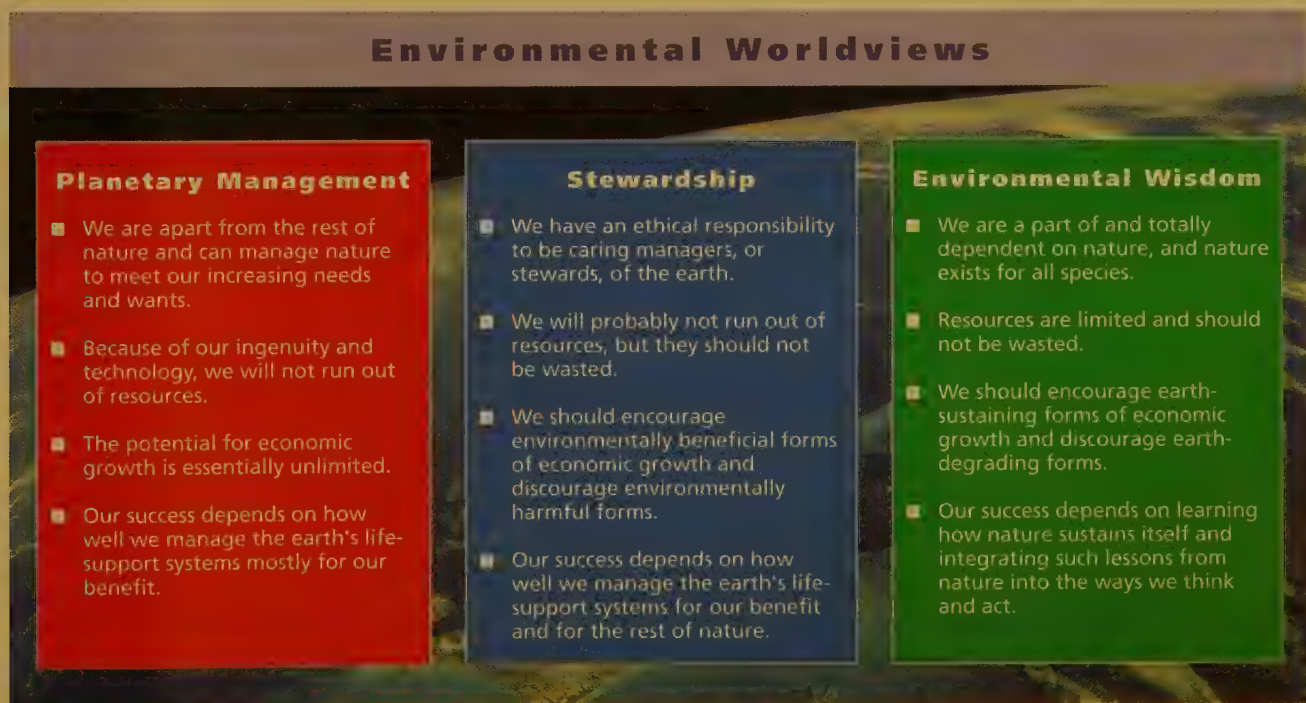 Environmental Worldviews
Planetary Management
We are apart from the rest of
nature and can manage nature
to meet our increasing needs
and wants.
Because of our ingenuity and
technology, we will not run out
of resources.
The potential for economic
growth is essentially unlimited.
Our success depends on how
well we manage the earth's life-
support systems mostly for our
benefit.
Stewardship
We have an ethical responsibility
to be caring managers, or
stewards, of the earth.
We will probably not run out of
resources, but they should not
be wasted.
We should encourage
environmentally beneficial forms
of economic growth and
discourage environmentally
harmful forms.
Our success depends on how
well we manage the earth's life-
support systems for our benefit
and for the rest of nature.
Environmental Wisdom
We are a part of and totally
dependent on nature, and nature
exists for all species.
Resources are limited and should
not be wasted.
We should encourage earth-
sustaining forms of economic
growth and discourage earth-
degrading forms.
Our success depends on learning
how nature sustains itself and
integrating such lessons from
nature into the ways we think
and act.